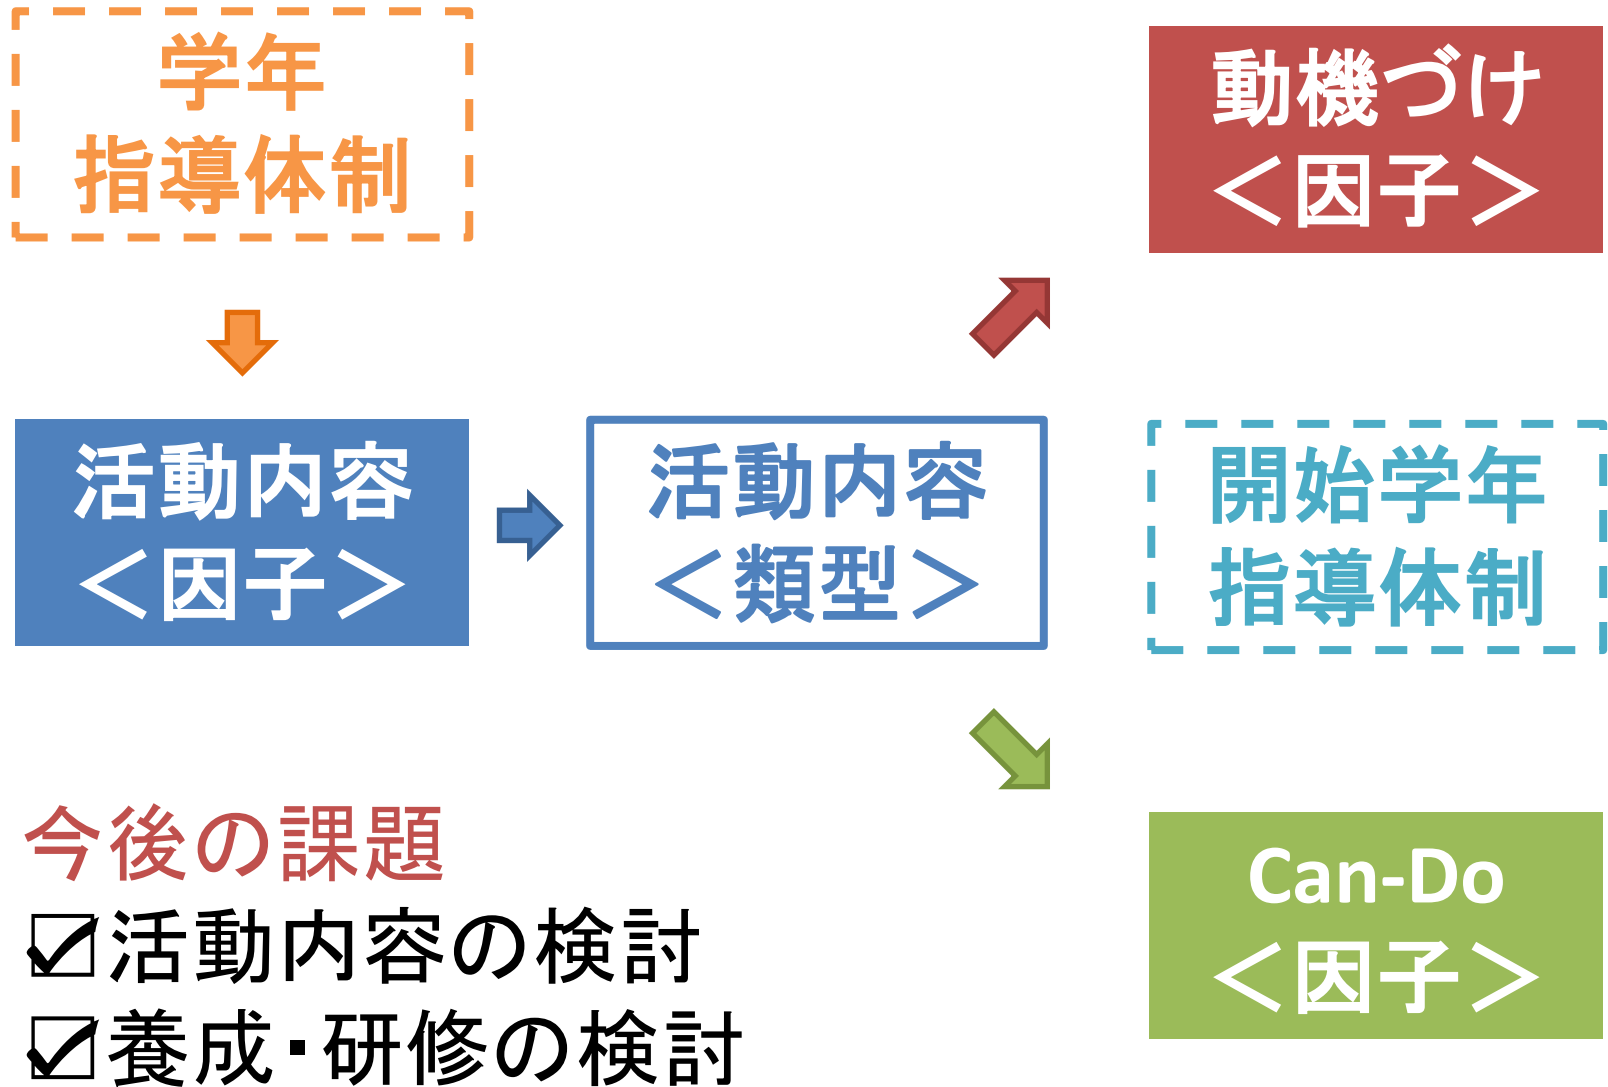 学年
指導体制
動機づけ
＜因子＞
活動内容
＜因子＞
活動内容
＜類型＞
開始学年
指導体制
Can-Do
＜因子＞
今後の課題
☑活動内容の検討
☑養成・研修の検討